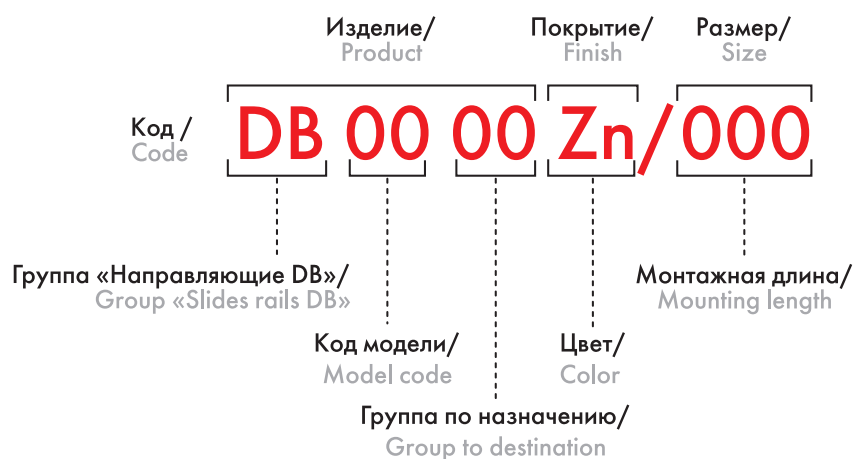 Изделие/
Product
Покрытие/
Finish
Размер/
Size
Код /
Code
DB 00 00 Zn/000
Группа «Направляющие DB»/
Group «Slides rails DB»
Монтажная длина/
Mounting length
Код модели/
Model code
Цвет/
Color
Группа по назначению/
Group to destination